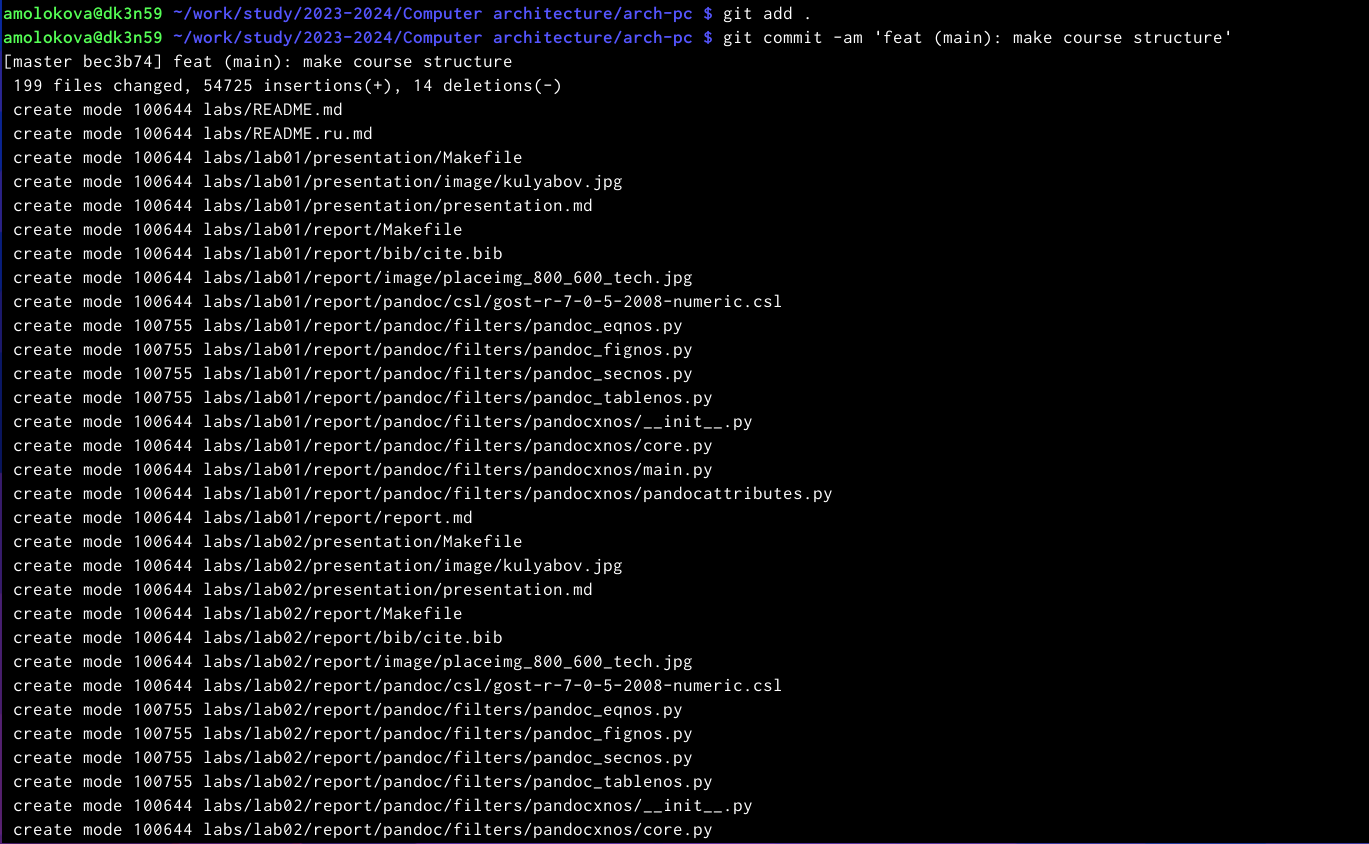 amolokova@dk3n59 ~/work/study/2023-2024/Computer architecture/arch-pc $ git add .
amolokova@dk3n59 ~/work/study/2023-2024/Computer architecture/arch-pc $ git commit -am 'feat (main): make course structure'
[master bec3b74] feat (main): make course structure
 199 files changed, 54725 insertions(+), 14 deletions(-)
 create mode 100644 labs/README.md
 create mode 100644 labs/README.ru.md
 create mode 100644 labs/lab01/presentation/Makefile
 create mode 100644 labs/lab01/presentation/image/kulyabov.jpg
 create mode 100644 labs/lab01/presentation/presentation.md
 create mode 100644 labs/lab01/report/Makefile
 create mode 100644 labs/lab01/report/bib/cite.bib
 create mode 100644 labs/lab01/report/image/placeimg_800_600_tech.jpg
 create mode 100644 labs/lab01/report/pandoc/csl/gost-r-7-0-5-2008-numeric.csl
 create mode 100755 labs/lab01/report/pandoc/filters/pandoc_eqnos.py
 create mode 100755 labs/lab01/report/pandoc/filters/pandoc_fignos.py
 create mode 100755 labs/lab01/report/pandoc/filters/pandoc_secnos.py
 create mode 100755 labs/lab01/report/pandoc/filters/pandoc_tablenos.py
 create mode 100644 labs/lab01/report/pandoc/filters/pandocxnos/__init__.py
 create mode 100644 labs/lab01/report/pandoc/filters/pandocxnos/core.py
 create mode 100644 labs/lab01/report/pandoc/filters/pandocxnos/main.py
 create mode 100644 labs/lab01/report/pandoc/filters/pandocxnos/pandocattributes.py
 create mode 100644 labs/lab01/report/report.md
 create mode 100644 labs/lab02/presentation/Makefile
 create mode 100644 labs/lab02/presentation/image/kulyabov.jpg
 create mode 100644 labs/lab02/presentation/presentation.md
 create mode 100644 labs/lab02/report/Makefile
 create mode 100644 labs/lab02/report/bib/cite.bib
 create mode 100644 labs/lab02/report/image/placeimg_800_600_tech.jpg
 create mode 100644 labs/lab02/report/pandoc/csl/gost-r-7-0-5-2008-numeric.csl
 create mode 100755 labs/lab02/report/pandoc/filters/pandoc_eqnos.py
 create mode 100755 labs/lab02/report/pandoc/filters/pandoc_fignos.py
 create mode 100755 labs/lab02/report/pandoc/filters/pandoc_secnos.py
 create mode 100755 labs/lab02/report/pandoc/filters/pandoc_tablenos.py
 create mode 100644 labs/lab02/report/pandoc/filters/pandocxnos/__init__.py
 create mode 100644 labs/lab02/report/pandoc/filters/pandocxnos/core.py